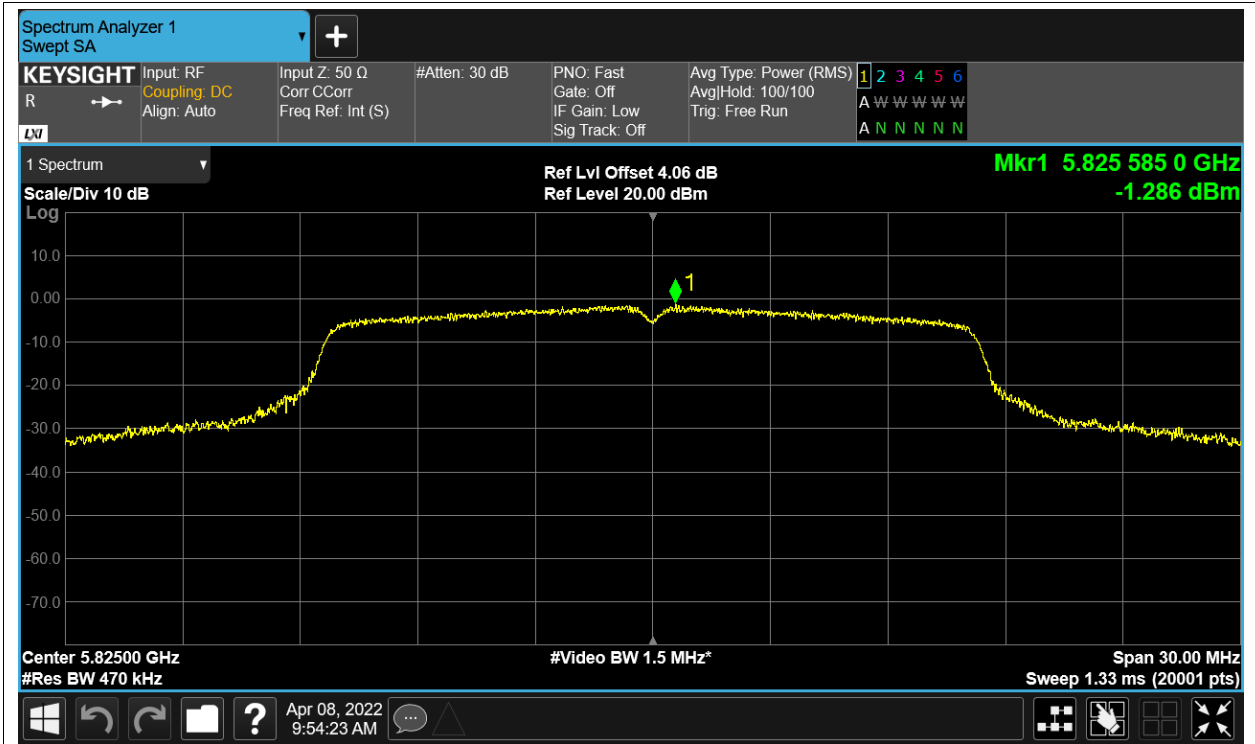 Spectrum Analyzer 1
Swept SA
KEYSIGHT
R
LXI
Input: RF
Coupling: DC
Align: Auto
Input Z: 50 Ω
Corr CCorr
Freq Ref: Int (S)
#Atten: 30 dB
PNO: Fast
Gate: Off
IF Gain: Low
Sig Track: Off
Avg Type: Power (RMS)
Avg|Hold: 100/100
Trig: Free Run
1 2 3 4 5 6
A W W W W W
A N N N N N
1 Spectrum
Scale/Div 10 dB
Log
Ref Lvl Offset 4.06 dB
Ref Level 20.00 dBm
Mkr1 5.825 585 0 GHz
-1.286 dBm
1
10.0
0.00
-10.0
-20.0
-30.0
-40.0
-50.0
-60.0
-70.0
Center 5.82500 GHz
#Res BW 470 kHz
#Video BW 1.5 MHz*
Span 30.00 MHz
Sweep 1.33 ms (20001 pts)
?
Apr 08, 2022
9:54:23 AM